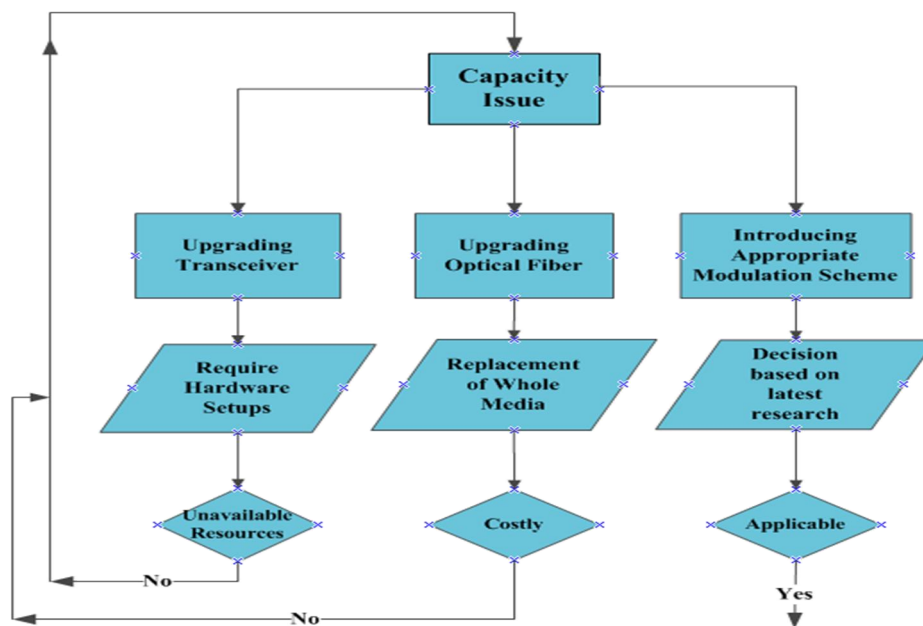 Capacity
Issue
Upgrading
Transceiver
Upgrading
Optical Fiber
Introducing
Appropriate
Modulation Scheme
Require
Hardware
Setups
Replacement
of Whole
Media
Decision
based on
latest
research
Unavailable
Resources
Costly
Applicable
No
No
Yes